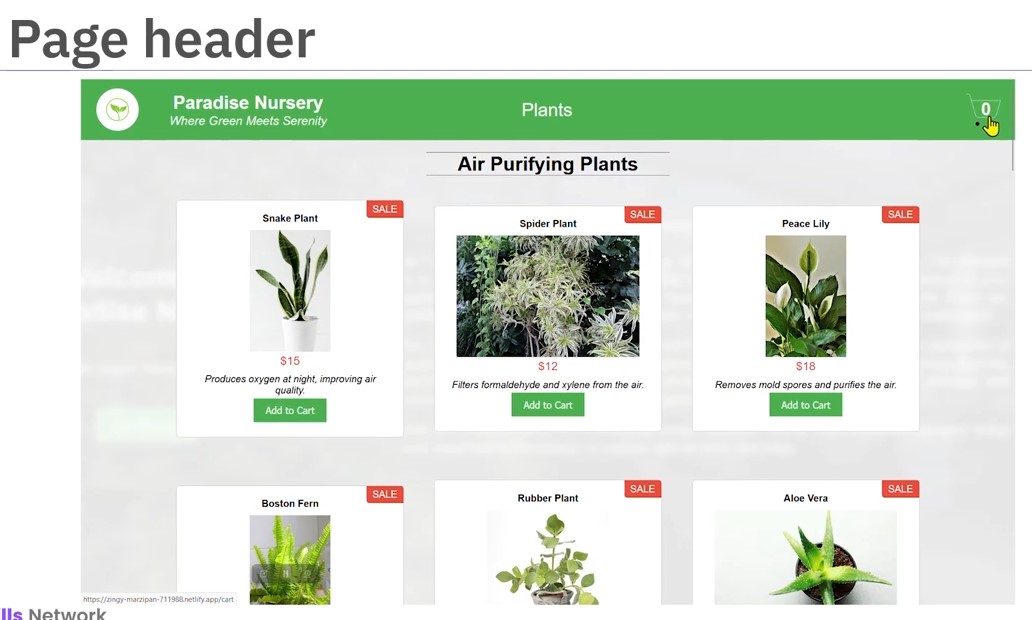 Page header
Paradise Nursery
Where Green Meets Serenity
Plants
0
Air Purifying Plants
SALE
Snake Plant
$15
Produces oxygen at night, improving air
quality.
Add to Cart
SALE
Spider Plant
$12
Filters formaldehyde and xylene from the air.
Add to Cart
SALE
Peace Lily
$18
Removes mold spores and purifies the air.
Add to Cart
SALE
Boston Fern
SALE
Rubber Plant
SALE
Aloe Vera
https://zingy-marzipan-711988.netlify.app/cart
lls Network